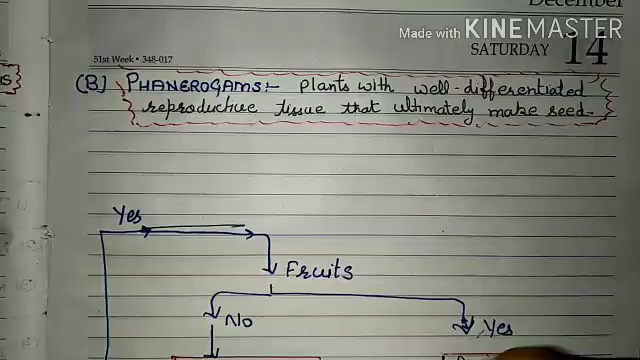 December
Made with KINEMASTER
51st Week • 348-017
SATURDAY 14
(B) PHANEROGAMS:- Plants with well-differentiated
reproductive tissue that ultimately make seed.
Yes
Fruits
No
Yes